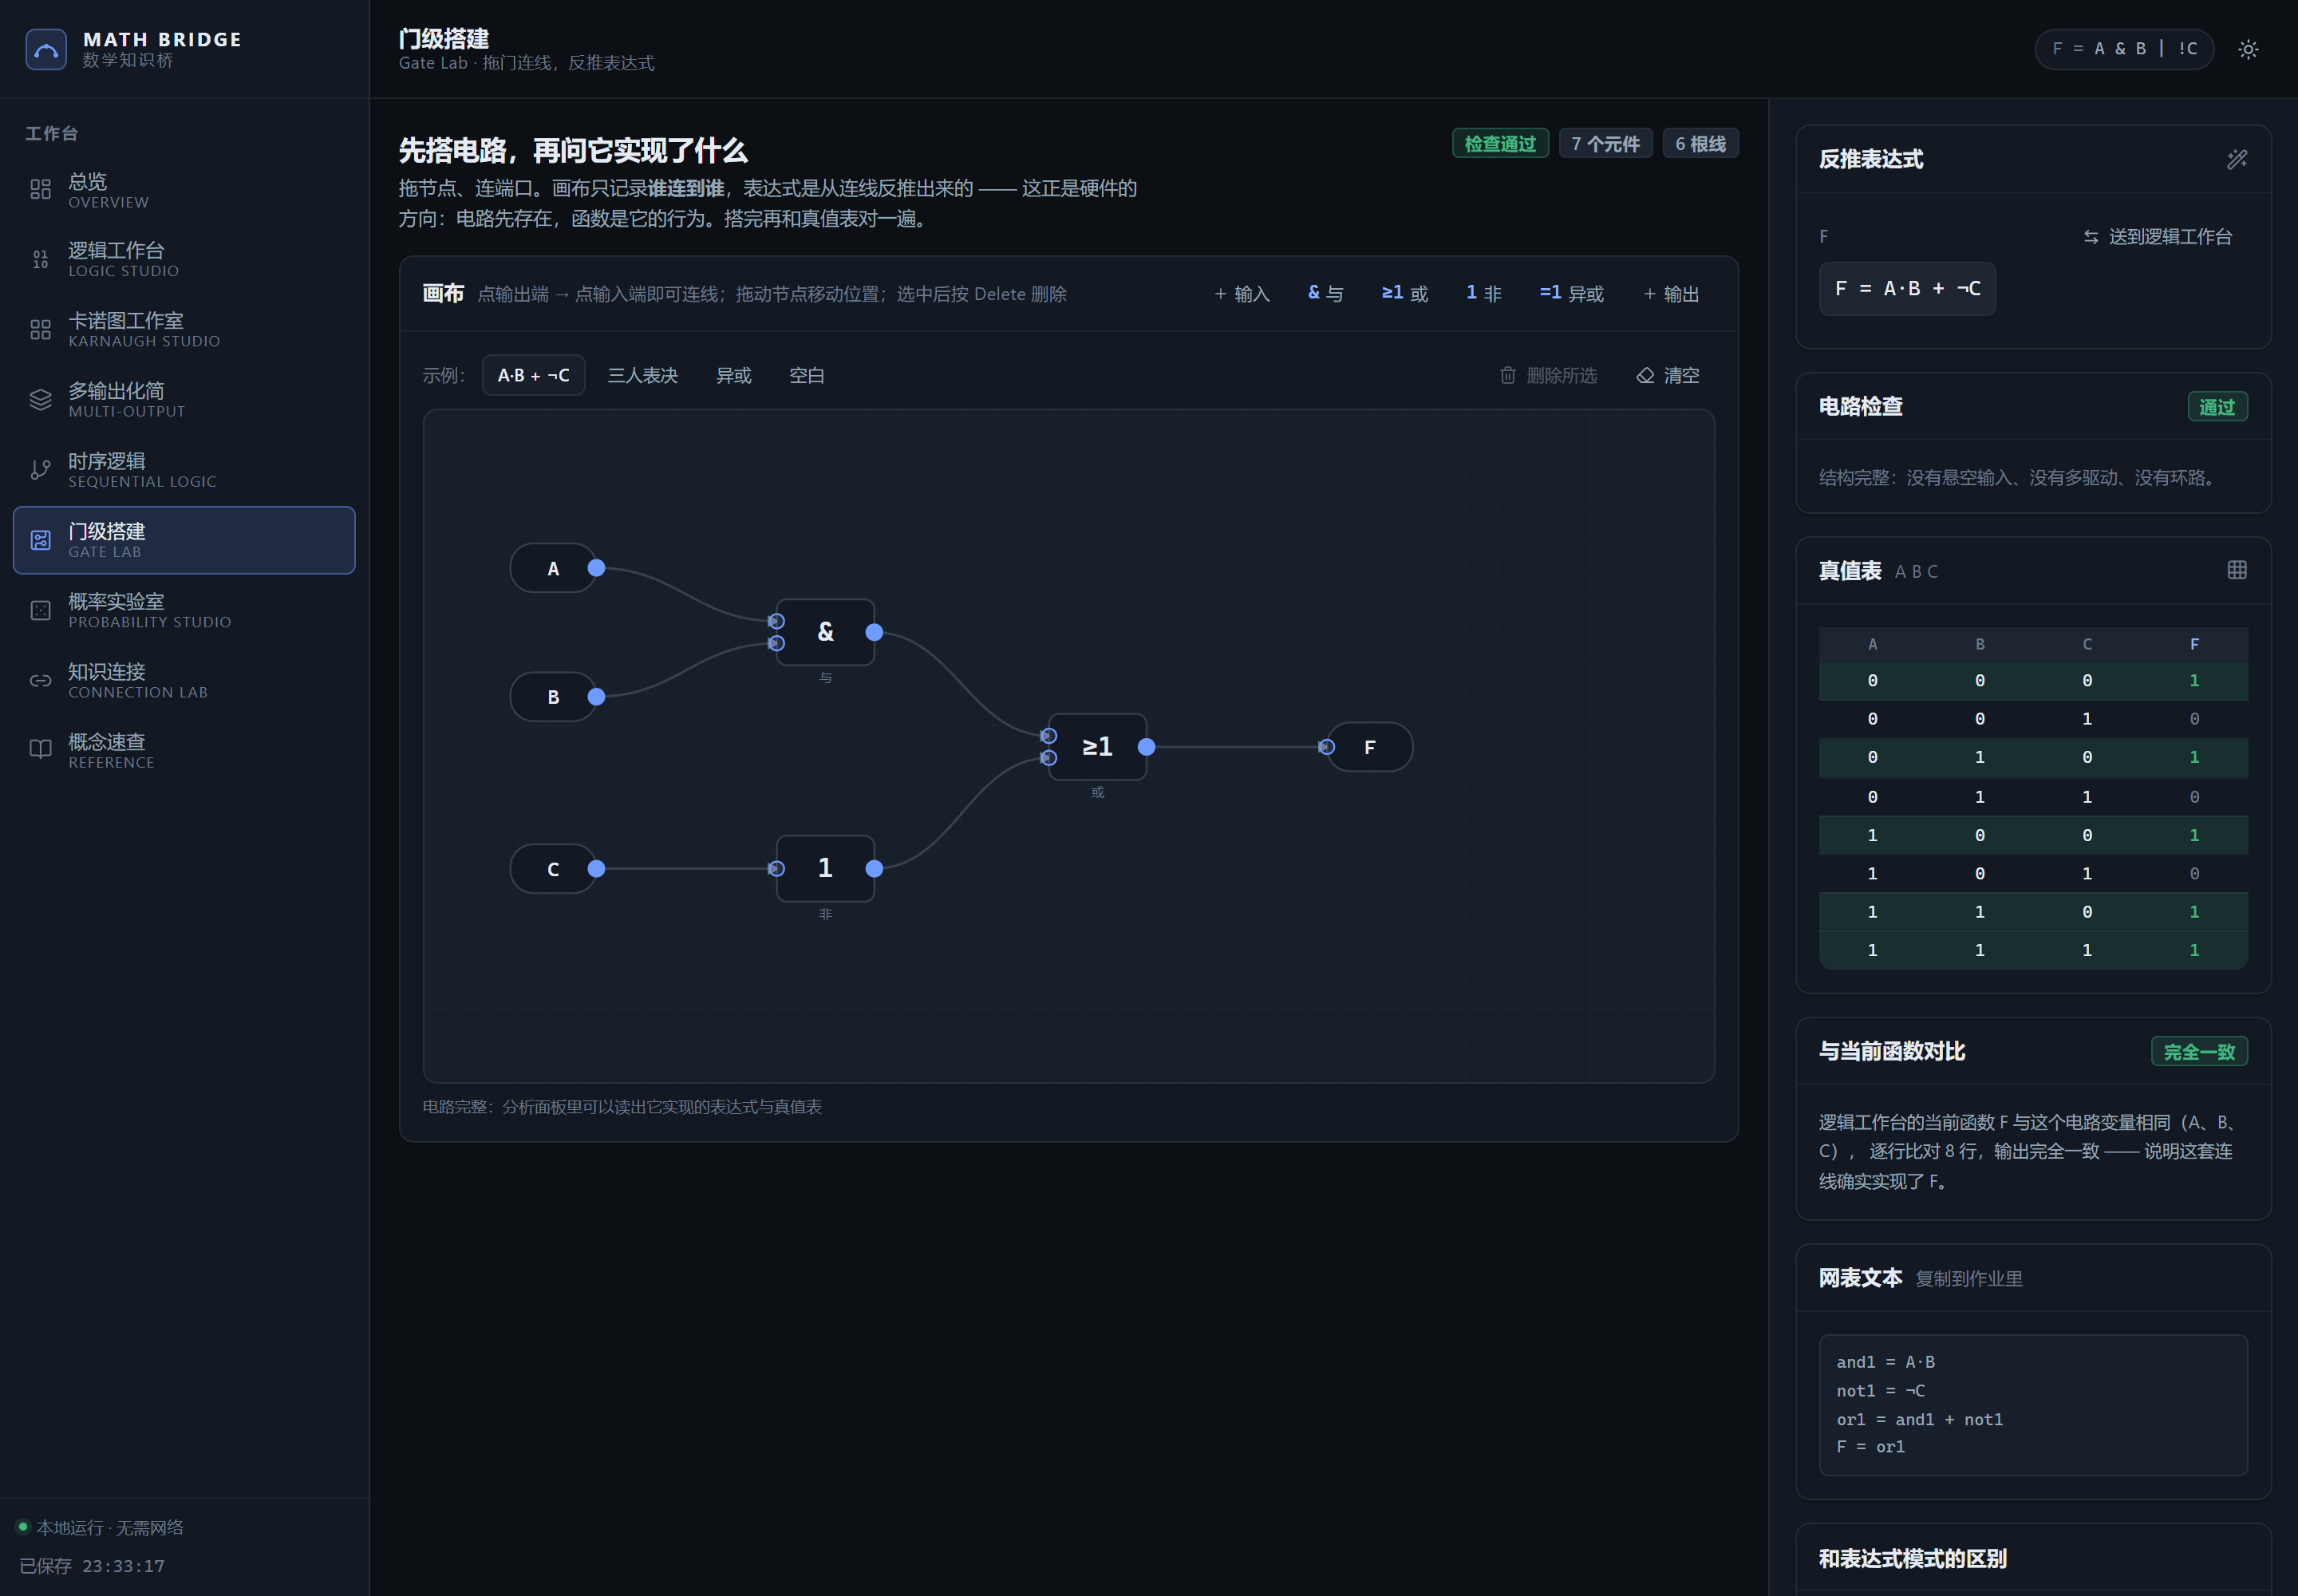 MATH BRIDGE
数学知识桥
工作台
总览
OVERVIEW
逻辑工作台
LOGIC STUDIO
卡诺图工作室
KARNAUGH STUDIO
多输出化简
MULTI-OUTPUT
时序逻辑
SEQUENTIAL LOGIC
门级搭建
GATE LAB
概率实验室
PROBABILITY STUDIO
知识连接
CONNECTION LAB
概念速查
REFERENCE
本地运行 · 无需网络
已保存 23:33:17
门级搭建
Gate Lab · 拖门连线，反推表达式
F = A & B | !C
先搭电路，再问它实现了什么
检查通过 7 个元件 6 根线
拖节点、连端口。画布只记录谁连到谁，表达式是从连线反推出来的 —— 这正是硬件的
方向：电路先存在，函数是它的行为。搭完再和真值表对一遍。
画布 点输出端 → 点输入端即可连线；拖动节点移动位置；选中后按 Delete 删除
+ 输入 & 与 ≥1 或 1 非 =1 异或 + 输出
示例： A·B + ¬C 三人表决 异或 空白 删除所选 清空
A
&
与
B
≥1
或
F
C
1
非
电路完整：分析面板里可以读出它实现的表达式与真值表
反推表达式
F 送到逻辑工作台
F = A·B + ¬C
电路检查 通过
结构完整：没有悬空输入、没有多驱动、没有环路。
真值表 A B C
A B C F
0 0 0 1
0 0 1 0
0 1 0 1
0 1 1 0
1 0 0 1
1 0 1 0
1 1 0 1
1 1 1 1
与当前函数对比 完全一致
逻辑工作台的当前函数 F 与这个电路变量相同（A、B、
C），逐行比对 8 行，输出完全一致 —— 说明这套连
线确实实现了 F。
网表文本 复制到作业里
and1 = A·B
not1 = ¬C
or1 = and1 + not1
F = or1
和表达式模式的区别